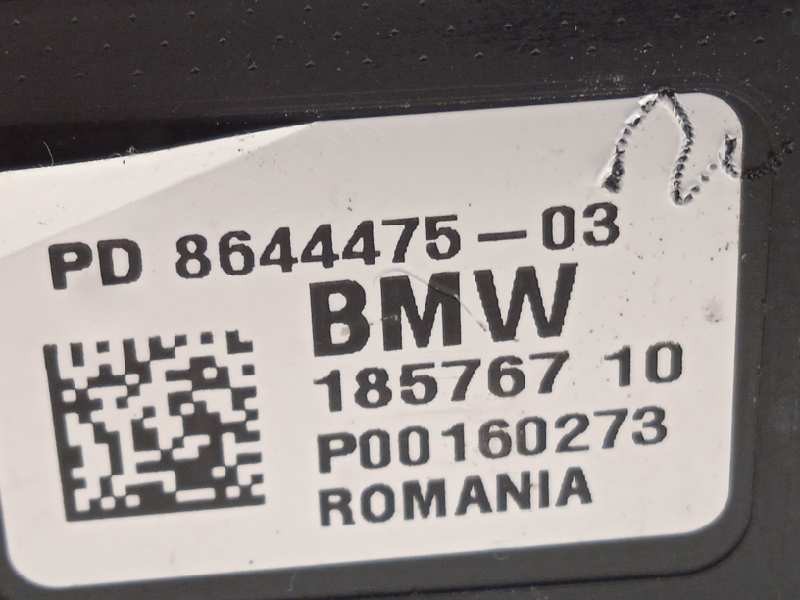 PD 8644475-03
BMW
185767 10
P00160273
ROMANIA